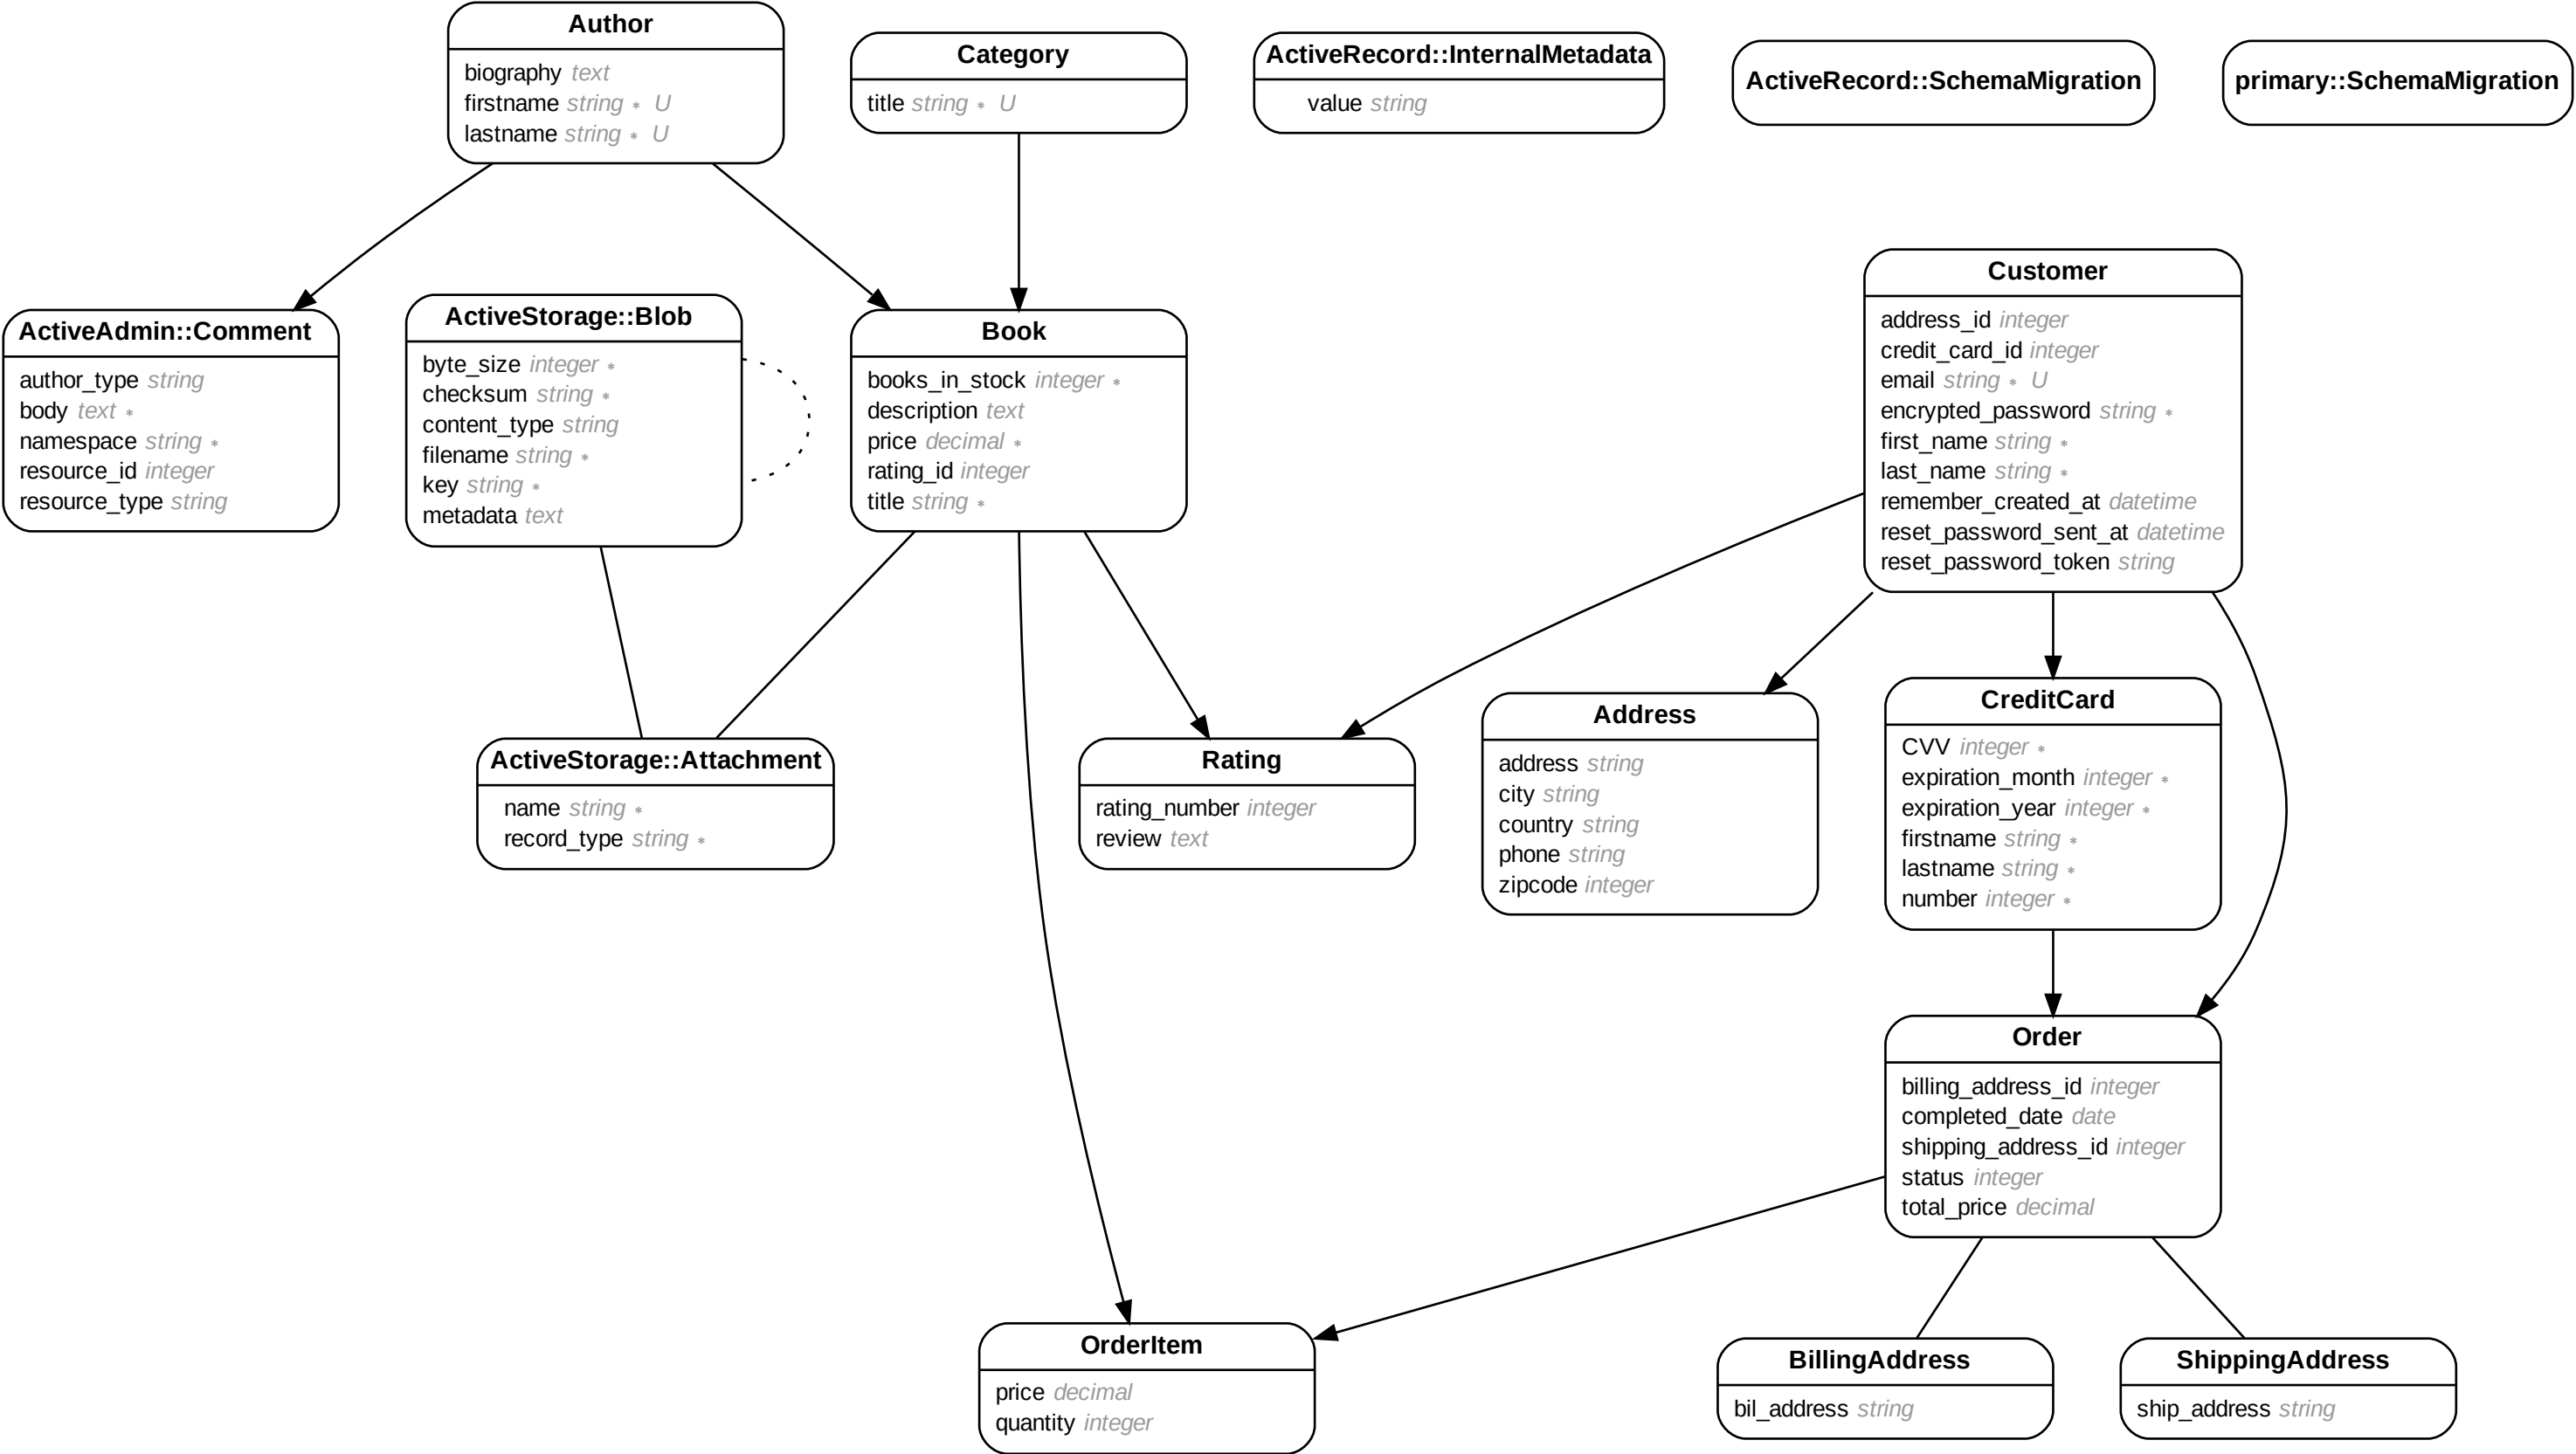 Author
biography text
firstname string * U
lastname string * U
Category
title string * U
ActiveRecord::InternalMetadata
value string
ActiveRecord::SchemaMigration
primary::SchemaMigration
ActiveAdmin::Comment
author_type string
body text *
namespace string *
resource_id integer
resource_type string
ActiveStorage::Blob
byte_size integer *
checksum string *
content_type string
filename string *
key string *
metadata text
Book
books_in_stock integer *
description text
price decimal *
rating_id integer
title string *
Customer
address_id integer
credit_card_id integer
email string * U
encrypted_password string *
first_name string *
last_name string *
remember_created_at datetime
reset_password_sent_at datetime
reset_password_token string
ActiveStorage::Attachment
name string *
record_type string *
Rating
rating_number integer
review text
Address
address string
city string
country string
phone string
zipcode integer
CreditCard
CVV integer *
expiration_month integer *
expiration_year integer *
firstname string *
lastname string *
number integer *
Order
billing_address_id integer
completed_date date
shipping_address_id integer
status integer
total_price decimal
OrderItem
price decimal
quantity integer
BillingAddress
bil_address string
ShippingAddress
ship_address string